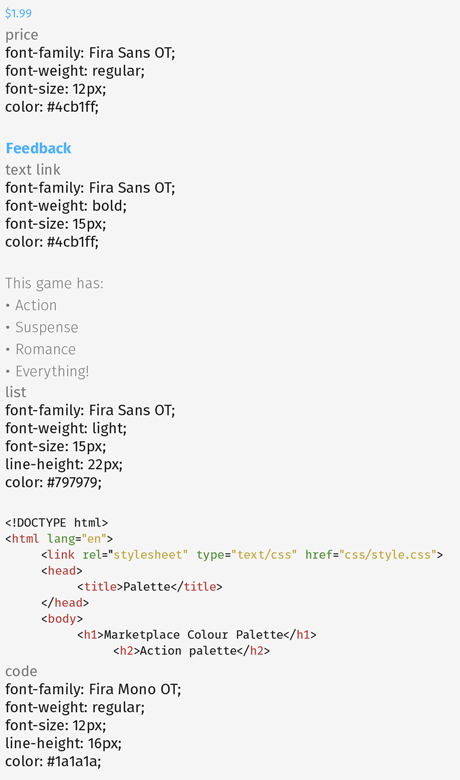 $1.99
price
font-family: Fira Sans OT;
font-weight: regular;
font-size: 12px;
color: #4cb1ff;
Feedback
text link
font-family: Fira Sans OT;
font-weight: bold;
font-size: 15px;
color: #4cb1ff;
This game has:
• Action
• Suspense
• Romance
• Everything!
list
font-family: Fira Sans OT;
font-weight: light;
font-size: 15px;
line-height: 22px;
color: #797979;
<!DOCTYPE html>
<html lang="en">
<link rel="stylesheet" type="text/css" href="css/style.css">
<head>
<title>Palette</title>
</head>
<body>
<h1>Marketplace Colour Palette</h1>
<h2>Action palette</h2>
code
font-family: Fira Mono OT;
font-weight: regular;
font-size: 12px;
line-height: 16px;
color: #1a1a1a;